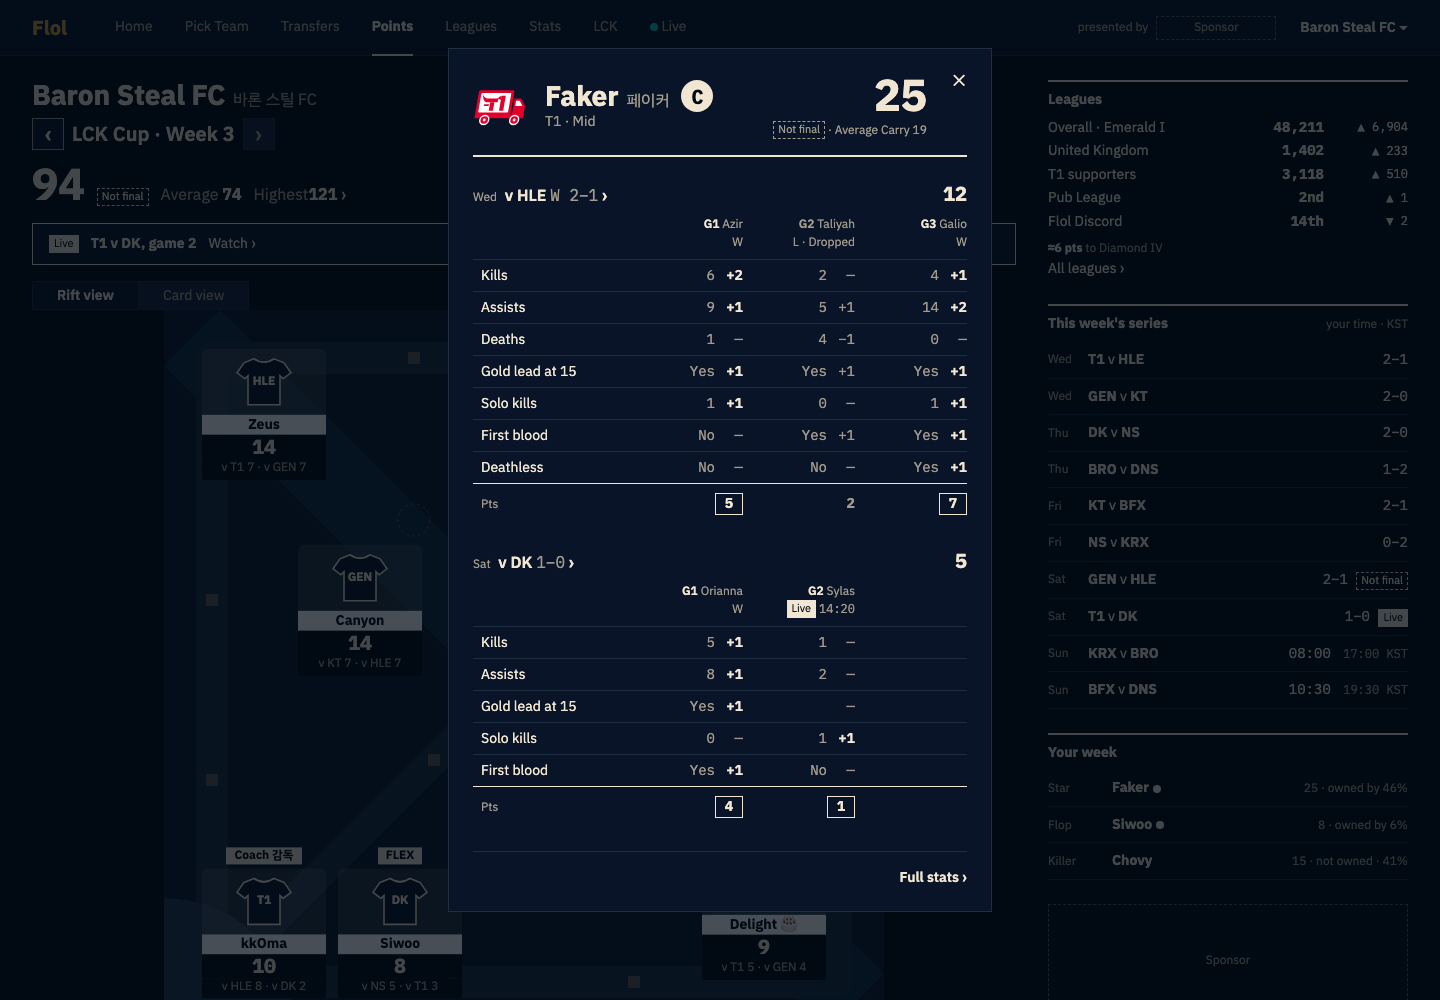 Flol Home Pick Team Transfers Points Leagues Stats LCK Live presented by Sponsor Baron Steal FC
Baron Steal FC 바론 스틸 FC
‹ LCK Cup · Week 3 ›
94 Not final Average 74 Highest 121 ›
Live T1 v DK, game 2 Watch ›
Rift view Card view
HLE
Zeus
14
v T1 7 · v GEN 7
GEN
Canyon
14
v KT 7 · v HLE 7
Coach 감독
T1
kkOma
10
v HLE 8 · v DK 2
FLEX
DK
Siwoo
8
v NS 5 · v T1 3
Delight
9
v T1 5 · v GEN 4
T1
Faker 페이커 C 25 ×
T1 · Mid
Not final · Average Carry 19
Wed v HLE W 2–1 › 12
G1 Azir G2 Taliyah G3 Galio
W L · Dropped W
Kills 6 +2 2 – 4 +1
Assists 9 +1 5 +1 14 +2
Deaths 1 – 4 −1 0 –
Gold lead at 15 Yes +1 Yes +1 Yes +1
Solo kills 1 +1 0 – 1 +1
First blood No – Yes +1 Yes +1
Deathless No – No – Yes +1
Pts 5 2 7
Sat v DK 1–0 › 5
G1 Orianna G2 Sylas
W Live 14:20
Kills 5 +1 1 –
Assists 8 +1 2 –
Gold lead at 15 Yes +1 –
Solo kills 0 – 1 +1
First blood Yes +1 No –
Pts 4 1
Full stats ›
Leagues
Overall · Emerald I 48,211 ▲ 6,904
United Kingdom 1,402 ▲ 233
T1 supporters 3,118 ▲ 510
Pub League 2nd ▲ 1
Flol Discord 14th ▼ 2
≈6 pts to Diamond IV
All leagues ›
This week's series your time · KST
Wed T1 v HLE 2–1
Wed GEN v KT 2–0
Thu DK v NS 2–0
Thu BRO v DNS 1–2
Fri KT v BFX 2–1
Fri NS v KRX 0–2
Sat GEN v HLE 2–1 Not final
Sat T1 v DK 1–0 Live
Sun KRX v BRO 08:00 17:00 KST
Sun BFX v DNS 10:30 19:30 KST
Your week
Star Faker 25 · owned by 46%
Flop Siwoo 8 · owned by 6%
Killer Chovy 15 · not owned · 41%
Sponsor